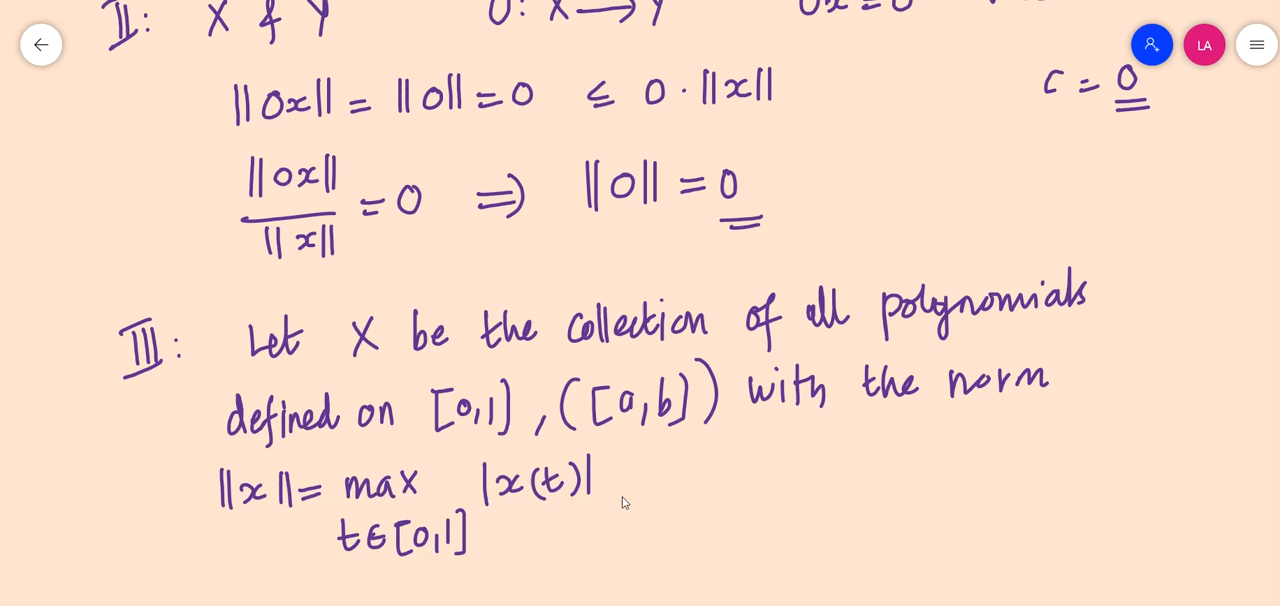 II: X & Y 0: X → Y 0x = 0
LA
||0x|| = ||0|| = 0 ≤ 0 · ||x|| c = 0
||0x|| / ||x|| = 0 ⇒ ||0|| = 0
III: Let X be the collection of all polynomials
defined on [0,1], ([a,b]) with the norm
||x|| = max |x(t)|
t∈[0,1]